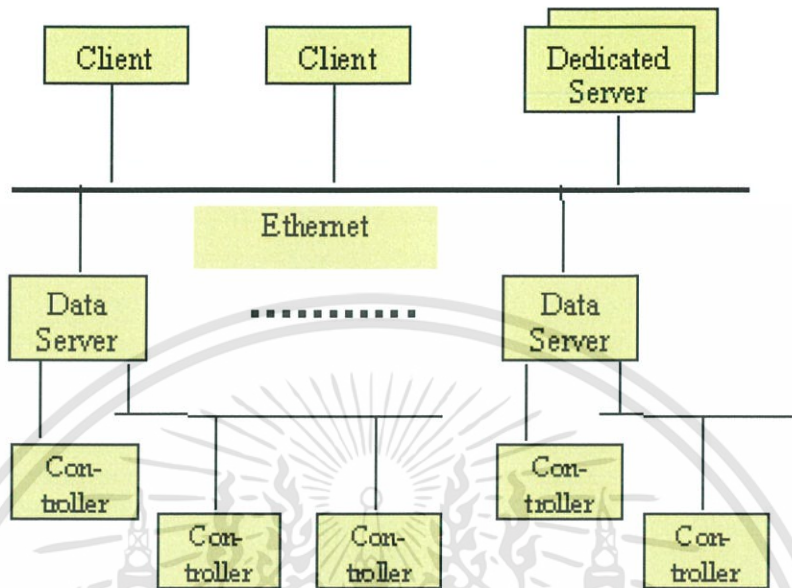 Client
Client
Dedicated
Server
Ethernet
Data
Server
Data
Server
Con-
troller
Con-
troller
Con-
troller
Con-
troller
Con-
troller